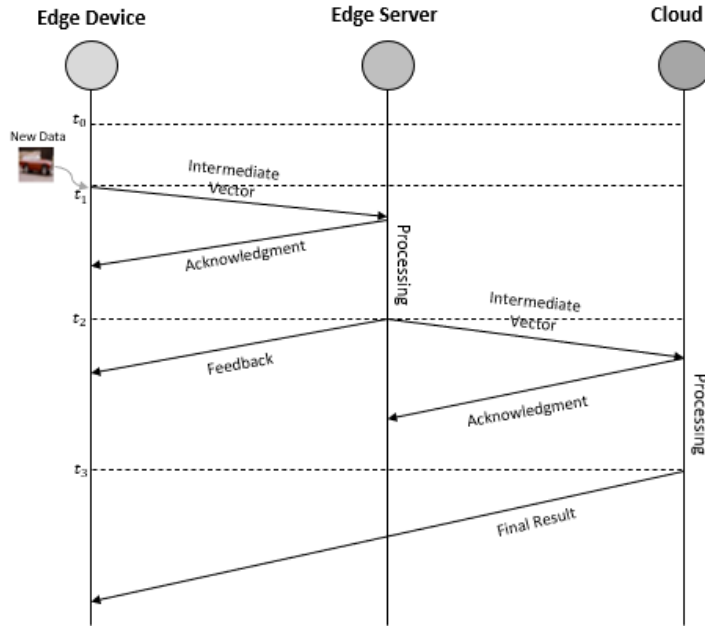 Edge Device
Edge Server
Cloud
t₀
New Data
Intermediate
Vector
t₁
Acknowledgment
Processing
Intermediate
Vector
t₂
Feedback
Acknowledgment
Processing
t₃
Final Result